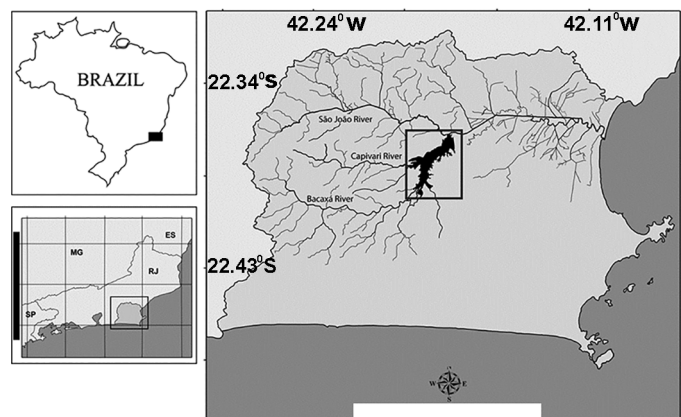 42.24⁰W
42.11⁰W
BRAZIL
22.34⁰S
São João River
Capivari River
Bacaxá River
ES
MG
RJ
22.43⁰S
SP
N
W
E
S